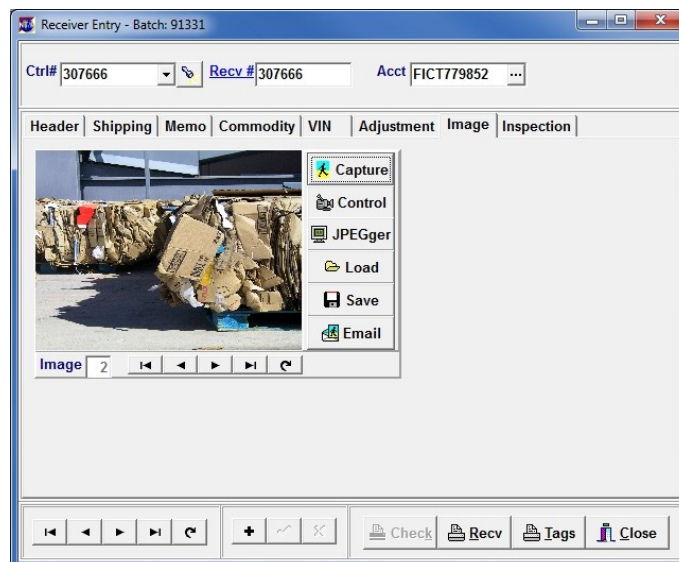 Receiver Entry - Batch: 91331
Ctrl# 307666 Recv # 307666 Acct FICT779852 ...
Header Shipping Memo Commodity VIN Adjustment Image Inspection
Capture
Control
JPEGger
Load
Save
Email
Image 2
Check Recv Tags Close